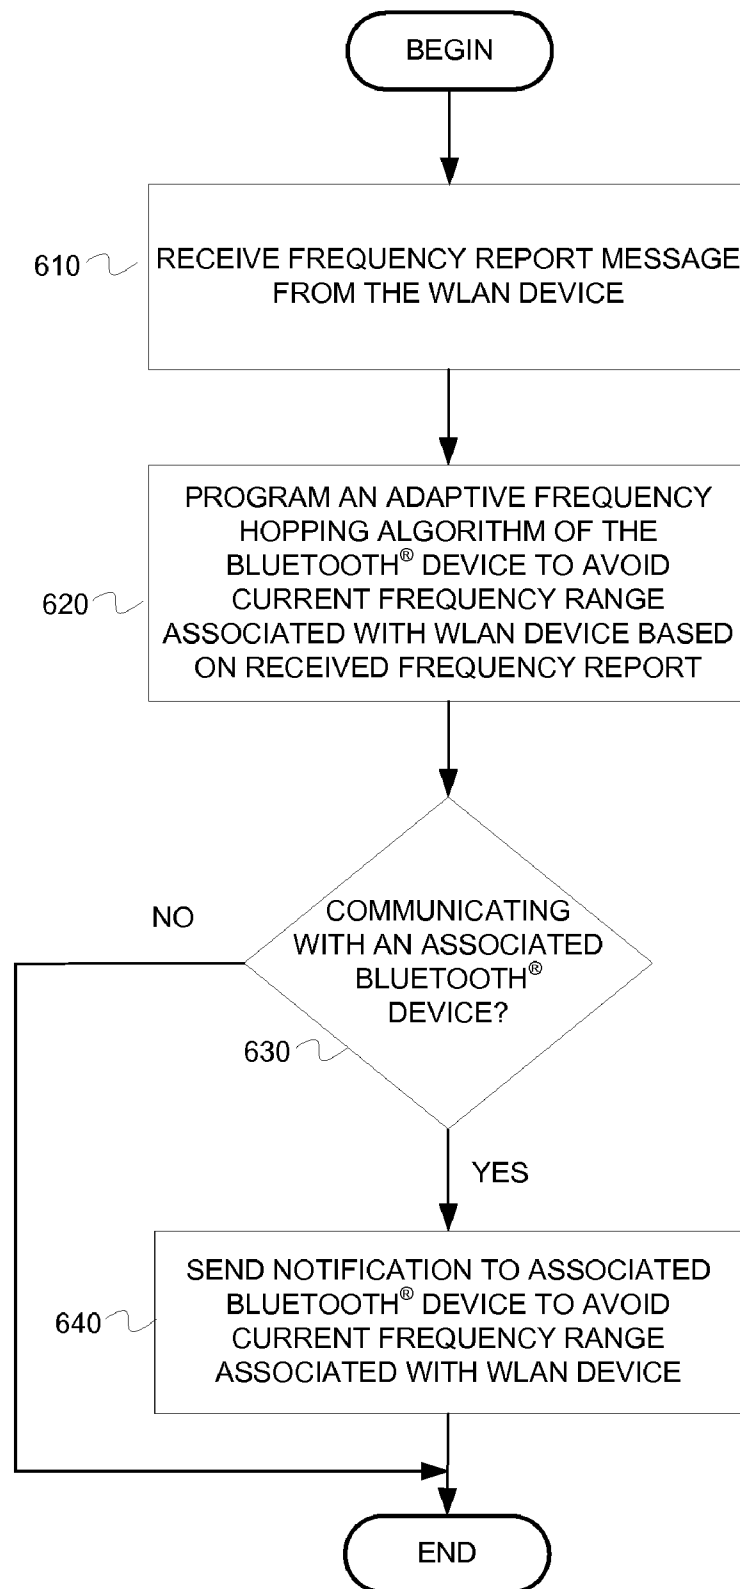 BEGIN
610
RECEIVE FREQUENCY REPORT MESSAGE
FROM THE WLAN DEVICE
620
PROGRAM AN ADAPTIVE FREQUENCY
HOPPING ALGORITHM OF THE
BLUETOOTH® DEVICE TO AVOID
CURRENT FREQUENCY RANGE
ASSOCIATED WITH WLAN DEVICE BASED
ON RECEIVED FREQUENCY REPORT
NO
COMMUNICATING
WITH AN ASSOCIATED
BLUETOOTH®
DEVICE?
630
YES
640
SEND NOTIFICATION TO ASSOCIATED
BLUETOOTH® DEVICE TO AVOID
CURRENT FREQUENCY RANGE
ASSOCIATED WITH WLAN DEVICE
END